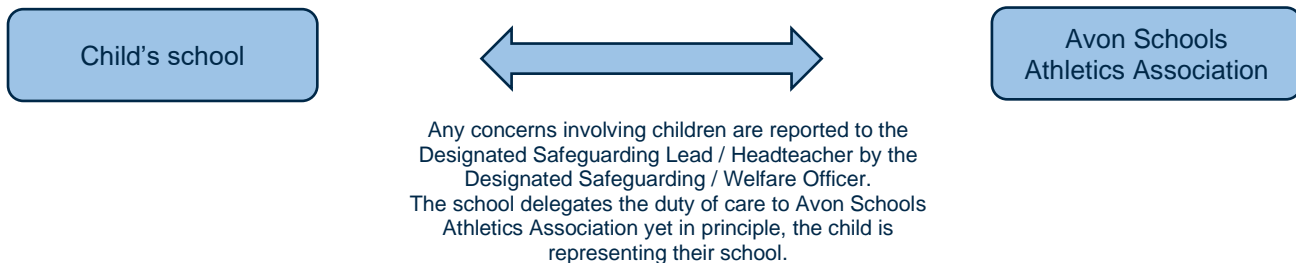 Child’s school
Avon Schools
Athletics Association
Any concerns involving children are reported to the
Designated Safeguarding Lead / Headteacher by the
Designated Safeguarding / Welfare Officer.
The school delegates the duty of care to Avon Schools
Athletics Association yet in principle, the child is
representing their school.